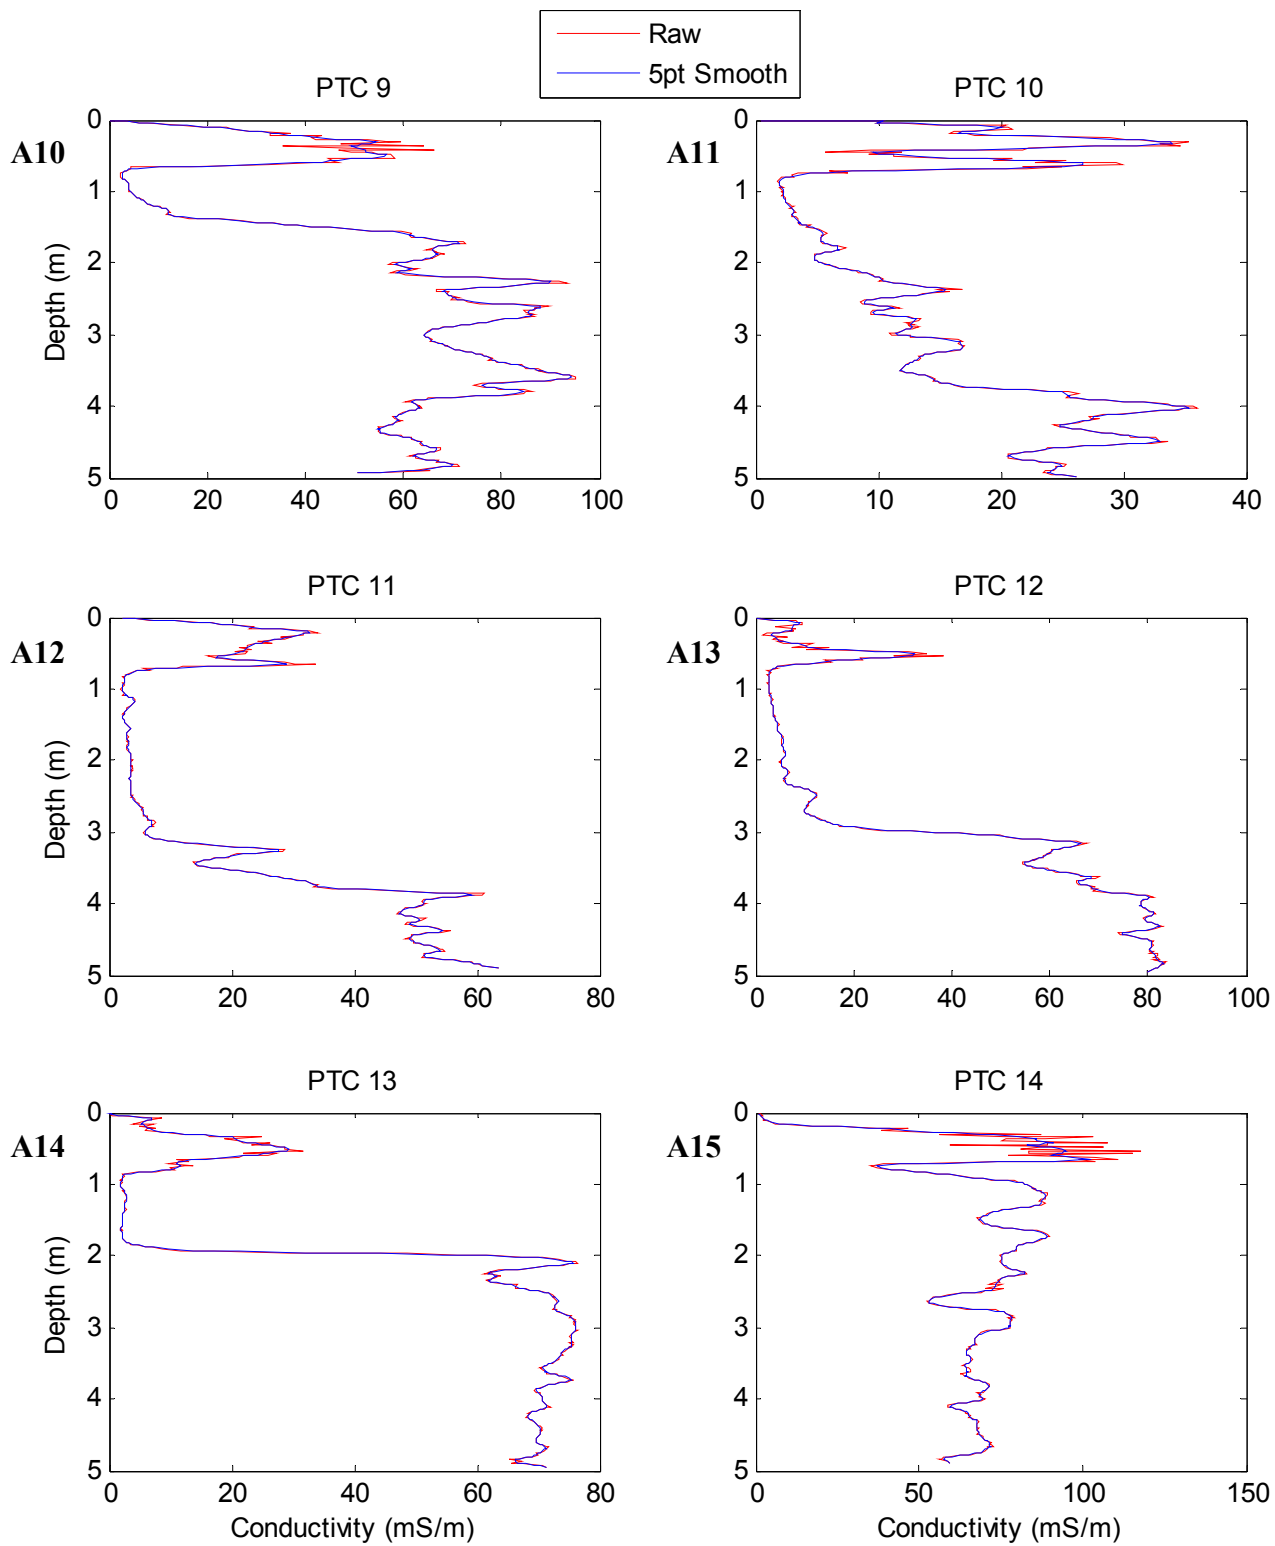 Raw
5pt Smooth
PTC 9
PTC 10
A10
A11
0
1
2
3
4
5
Depth (m)
0 20 40 60 80 100
0
1
2
3
4
5
0 10 20 30 40
PTC 11
PTC 12
A12
A13
0
1
2
3
4
5
Depth (m)
0 20 40 60 80
0
1
2
3
4
5
0 20 40 60 80 100
PTC 13
PTC 14
A14
A15
0
1
2
3
4
5
Depth (m)
0 20 40 60 80
Conductivity (mS/m)
0
1
2
3
4
5
0 50 100 150
Conductivity (mS/m)